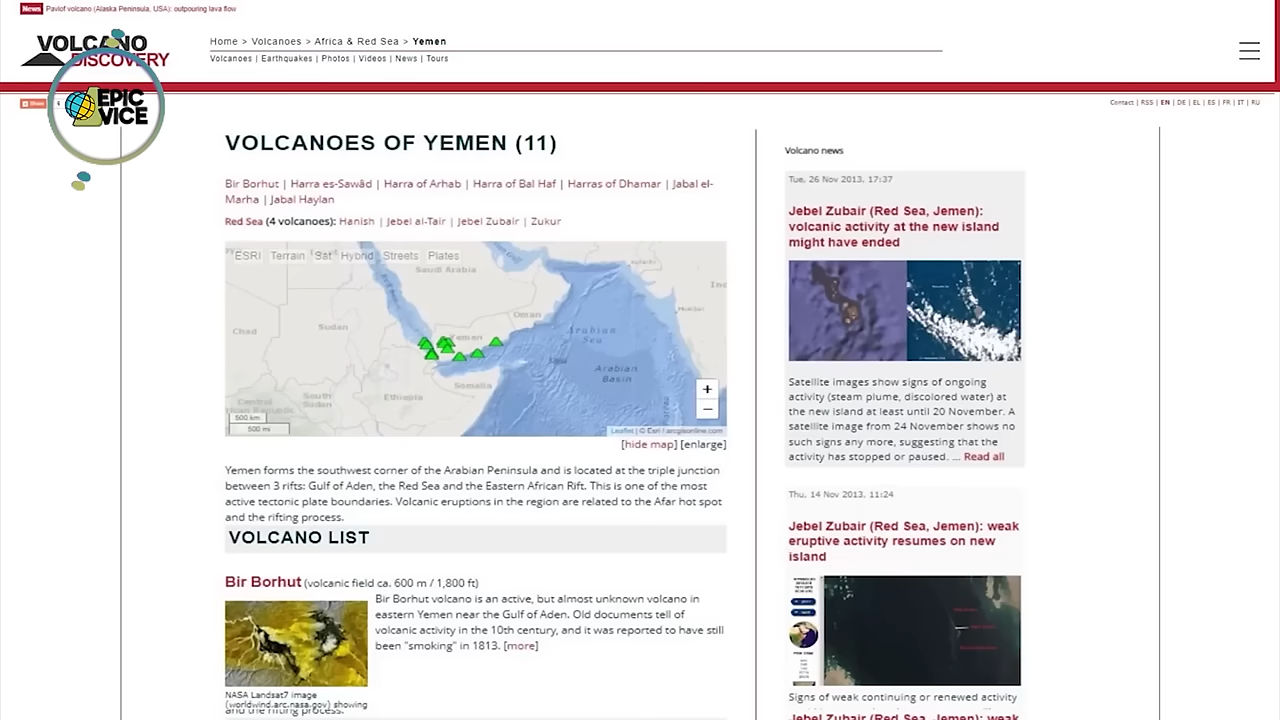 News Pavlof volcano (Alaska Peninsula, USA): outpouring lava flow
VOLCANO
DISCOVERY
Home > Volcanoes > Africa & Red Sea > Yemen
Volcanoes | Earthquakes | Photos | Videos | News | Tours
EPIC
VICE
Share
Contact | RSS | EN | DE | EL | ES | FR | IT | RU
VOLCANOES OF YEMEN (11)
Bir Borhut | Harra es-Sawâd | Harra of Arhab | Harra of Bal Haf | Harras of Dhamar | Jabal el-
Marha | Jabal Haylan
Red Sea (4 volcanoes): Hanish | Jebel al-Tair | Jebel Zubair | Zukur
ESRI Terrain Sat Hybrid Streets Plates
Saudi Arabia
Oman
Chad
Sudan
Yemen
Arabian
Sea
Arabian
Basin
South
Sudan
Ethiopia
Somalia
Central
500 km
500 mi
+
−
Leaflet | © Esri / arcgisonline.com
[hide map] [enlarge]
Yemen forms the southwest corner of the Arabian Peninsula and is located at the triple junction
between 3 rifts: Gulf of Aden, the Red Sea and the Eastern African Rift. This is one of the most
active tectonic plate boundaries. Volcanic eruptions in the region are related to the Afar hot spot
and the rifting process.
VOLCANO LIST
Bir Borhut (volcanic field ca. 600 m / 1,800 ft)
Bir Borhut volcano is an active, but almost unknown volcano in
eastern Yemen near the Gulf of Aden. Old documents tell of
volcanic activity in the 10th century, and it was reported to have still
been "smoking" in 1813. [more]
NASA Landsat7 image
(worldwind.arc.nasa.gov) showing
and the rifting process.
Volcano news
Tue, 26 Nov 2013, 17:37
Jebel Zubair (Red Sea, Jemen):
volcanic activity at the new island
might have ended
Satellite images show signs of ongoing
activity (steam plume, discolored water) at
the new island at least until 20 November. A
satellite image from 24 November shows no
such signs any more, suggesting that the
activity has stopped or paused. ... Read all
Thu, 14 Nov 2013, 11:24
Jebel Zubair (Red Sea, Jemen): weak
eruptive activity resumes on new
island
Signs of weak continuing or renewed activity
Jebel Zubair (Red Sea, Jemen): weak